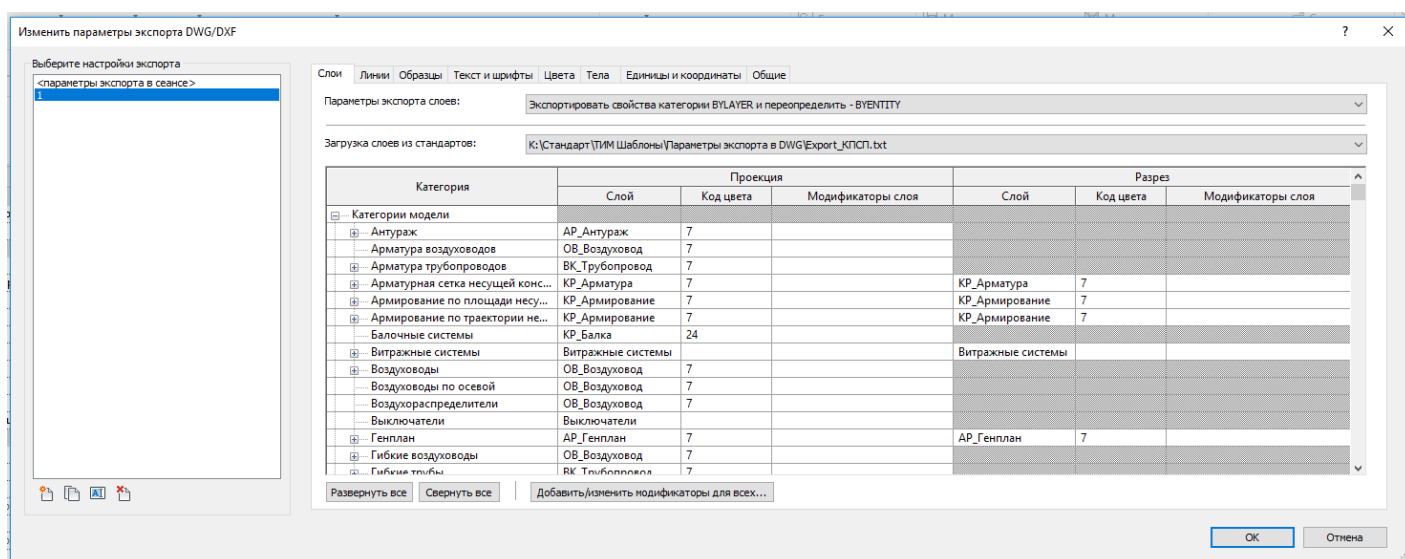 Изменить параметры экспорта DWG/DXF ? ×
Выберите настройки экспорта
<параметры экспорта в сеансе>
1
Слои Линии Образцы Текст и шрифты Цвета Тела Единицы и координаты Общие
Параметры экспорта слоев: Экспортировать свойства категории BYLAYER и переопределить - BYENTITY
Загрузка слоев из стандартов: K:\Стандарт\ТИМ Шаблоны\Параметры экспорта в DWG\Export_КПСП.txt
Категория Проекция Разрез
Слой Код цвета Модификаторы слоя Слой Код цвета Модификаторы слоя
Категории модели
Антураж АР_Антураж 7
Арматура воздуховодов ОВ_Воздуховод 7
Арматура трубопроводов ВК_Трубопровод 7
Арматурная сетка несущей конс... КР_Арматура 7 КР_Арматура 7
Армирование по площади несу... КР_Армирование 7 КР_Армирование 7
Армирование по траектории не... КР_Армирование 7 КР_Армирование 7
Балочные системы КР_Балка 24
Витражные системы Витражные системы Витражные системы
Воздуховоды ОВ_Воздуховод 7
Воздуховоды по осевой ОВ_Воздуховод 7
Воздухораспределители ОВ_Воздуховод 7
Выключатели Выключатели
Генплан АР_Генплан 7 АР_Генплан 7
Гибкие воздуховоды ОВ_Воздуховод 7
Гибкие трубы ВК_Трубопровод 7
Развернуть все Свернуть все Добавить/изменить модификаторы для всех...
ОК Отмена